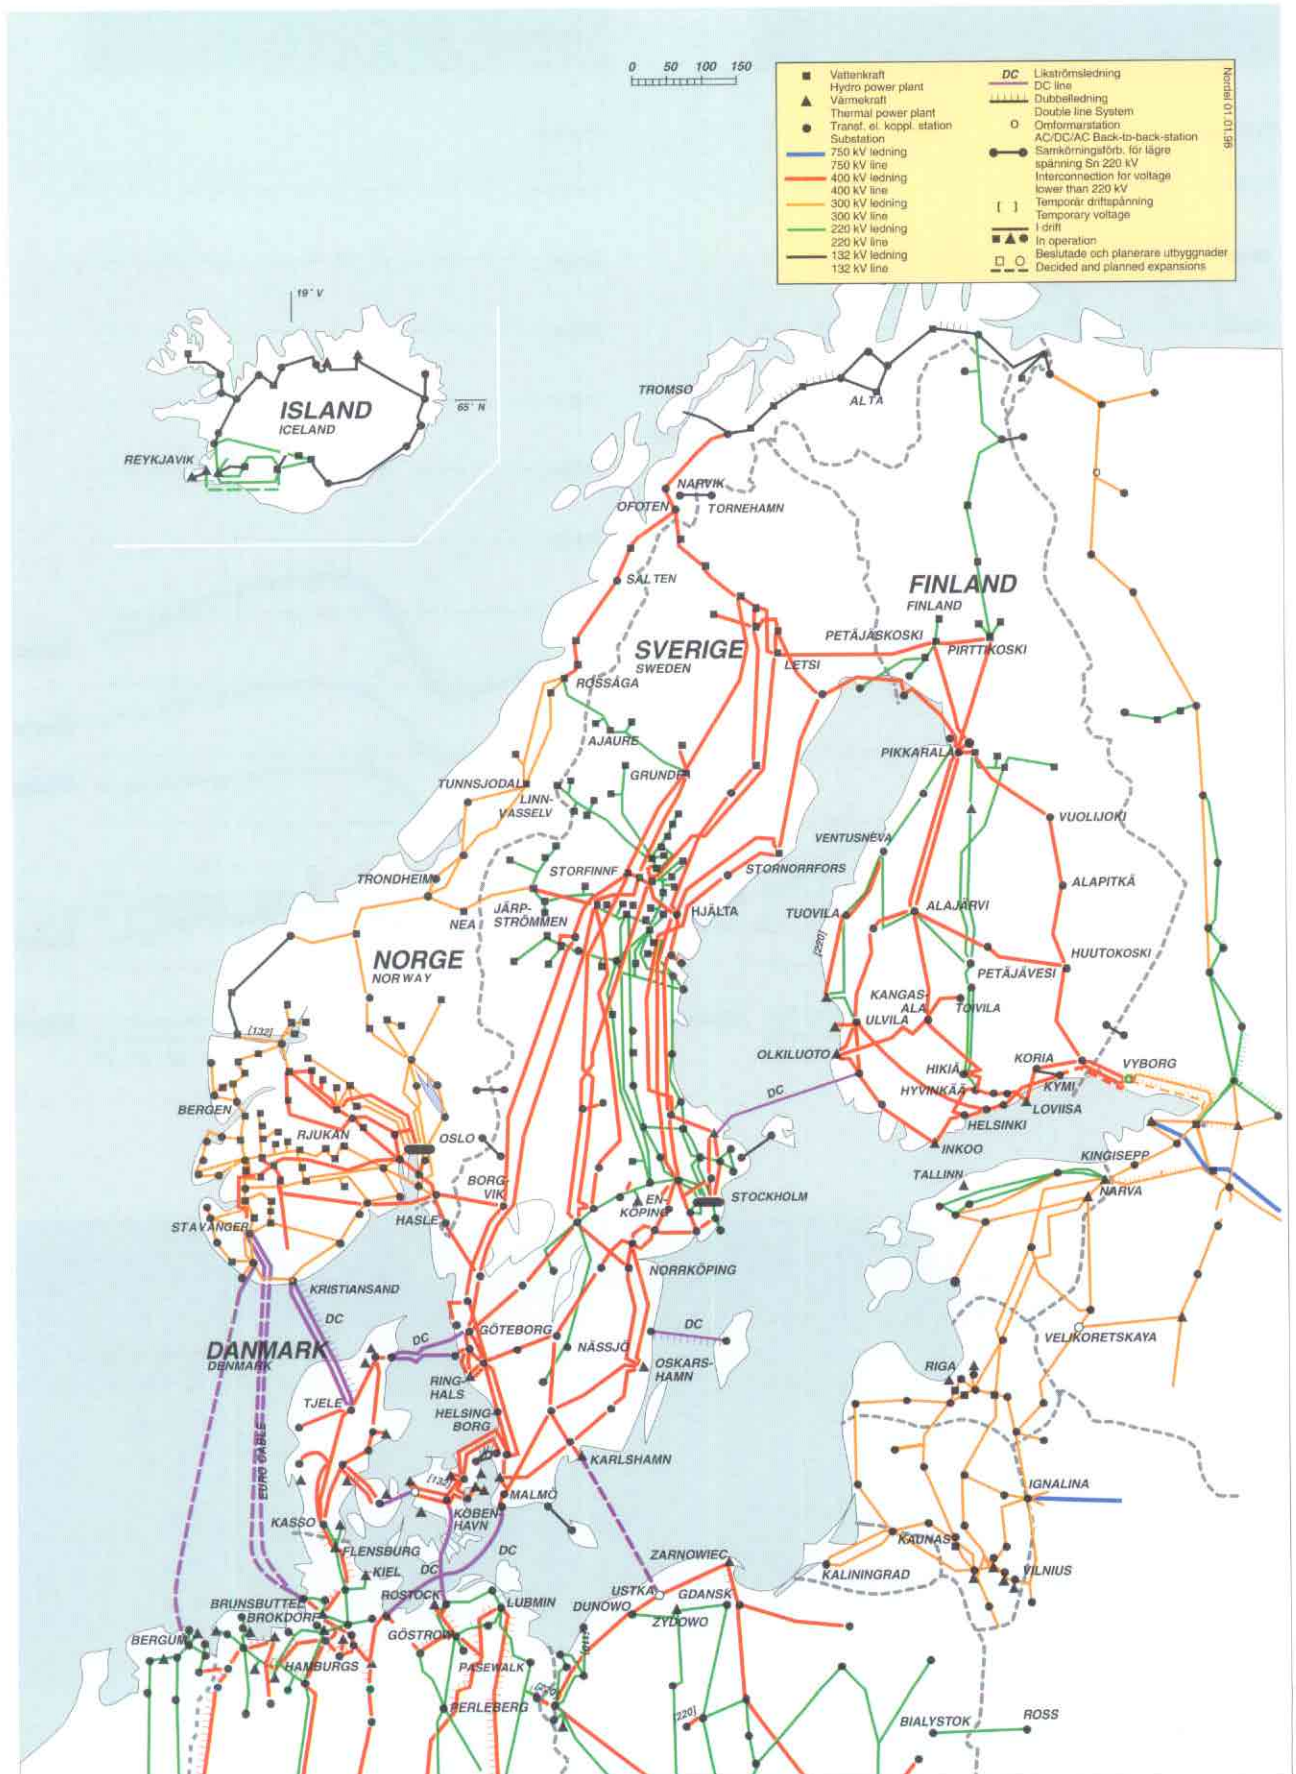 0 50 100 150
Vattenkraft
Hydro power plant
Värmekraft
Thermal power plant
Transf. el. koppl. station
Substation
750 kV ledning
750 kV line
400 kV ledning
400 kV line
300 kV ledning
300 kV line
220 kV ledning
220 kV line
132 kV ledning
132 kV line
DC Likströmsledning
DC line
Dubbelledning
Double line System
Omformarstation
AC/DC/AC Back-to-back-station
Samkörningsförb. för lägre
spänning Sn 220 kV
Interconnection for voltage
lower than 220 kV
[ ] Temporär driftspänning
Temporary voltage
I drift
In operation
Beslutade och planerare utbyggnader
Decided and planned expansions
Nordel 01.01.96
19° V
ISLAND
ICELAND
65° N
REYKJAVIK
TROMSO
ALTA
NARVIK
OFOTEN
TORNEHAMN
SALTEN
FINLAND
FINLAND
PETÄJÄSKOSKI
PIRTTIKOSKI
SVERIGE
SWEDEN
LETSI
RÖSSÅGA
AJAURE
PIKKARALA
GRUNDF
TUNNSJODAL
LINN-
VASSELV
VUOLIJOKI
VENTUSNEVA
STORFINNF
STORNORRFORS
TRONDHEIM
ALAPITKÄ
NEA
JÄRP-
STRÖMMEN
HJÄLTA
TUOVILA
ALAJÄRVI
[220]
HUUTOKOSKI
NORGE
NORWAY
PETÄJÄVESI
KANGAS-
ALA
TOIVILA
[132]
ULVILA
OLKILUOTO
HIKIÄ
KORIA
VYBORG
DC
HYVINKÄÄ
KYMI
LOVIISA
BERGEN
RJUKAN
OSLO
HELSINKI
INKOO
KINGISEPP
TALLINN
NARVA
BORG-
VIK
EN-
KÖPING
STOCKHOLM
STAVANGER
HASLE
NORRKÖPING
KRISTIANSAND
DC
DC
GÖTEBORG
DC
DANMARK
DENMARK
NÄSSJÖ
OSKARS-
HAMN
VELIKORETSKAYA
RIGA
RING-
HALS
TJELE
HELSING
BORG
EURO CABLE
KARLSHAMN
[132]
MALMÖ
IGNALINA
KÖBEN-
HAVN
KASSO
KAUNAS
FLENSBURG
DC
DC
ZARNOWIEC
KALININGRAD
VILNIUS
KIEL
ROSTOCK
LUBMIN
USTKA
GDANSK
BRUNSBUTTEL
BROKDORF
DUNOWO
ZYDOWO
BERGUM
GÖSTROW
HAMBURGS
PASEWALK
PERLEBERG
[220]
BIALYSTOK
ROSS